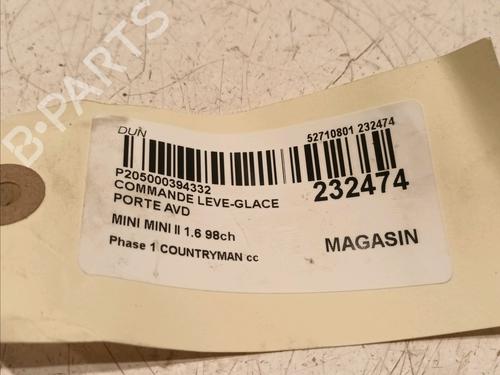 B-PARTS
DUN
52710801 232474
P205000394332
COMMANDE LEVE-GLACE
PORTE AVD
232474
MINI MINI II 1.6 98ch
Phase 1 COUNTRYMAN cc
MAGASIN